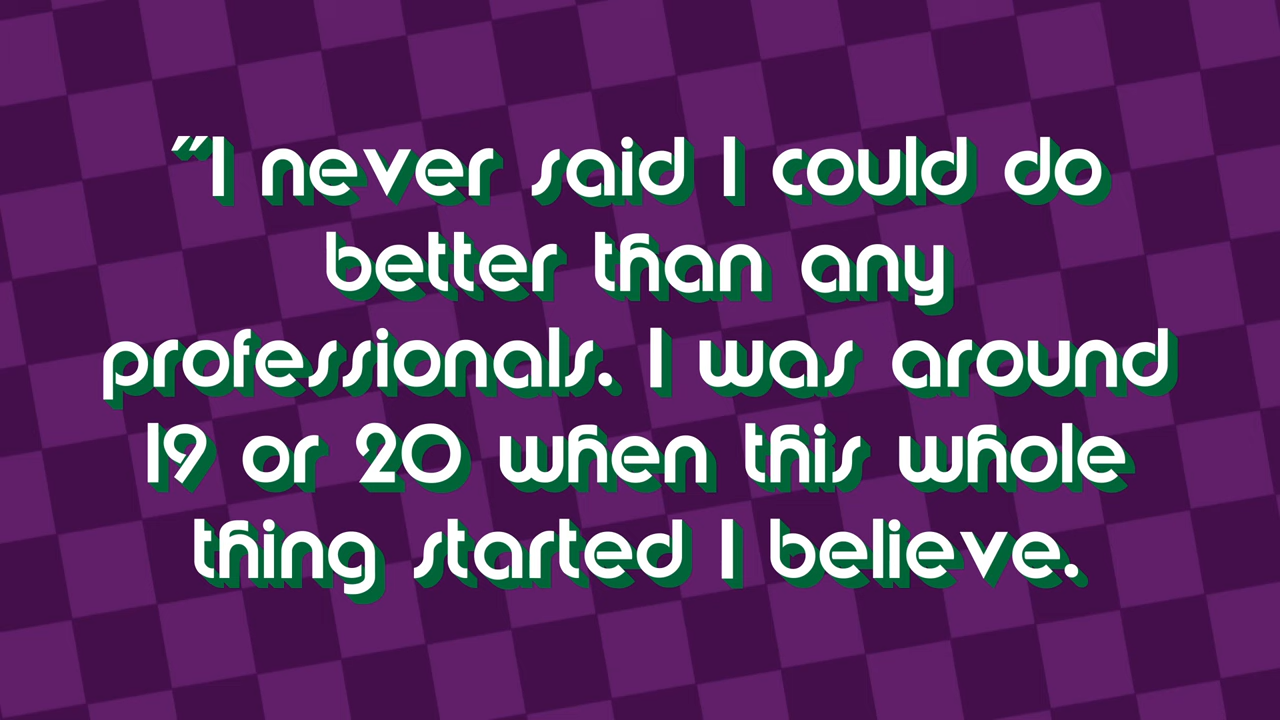 "I never said I could do
better than any
professionals. I was around
19 or 20 when this whole
thing started I believe.